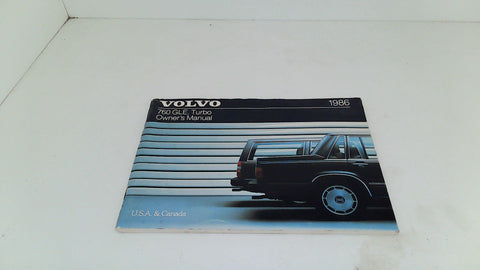 VOLVO
1986
760 GLE, Turbo
Owner's Manual
U.S.A. & Canada